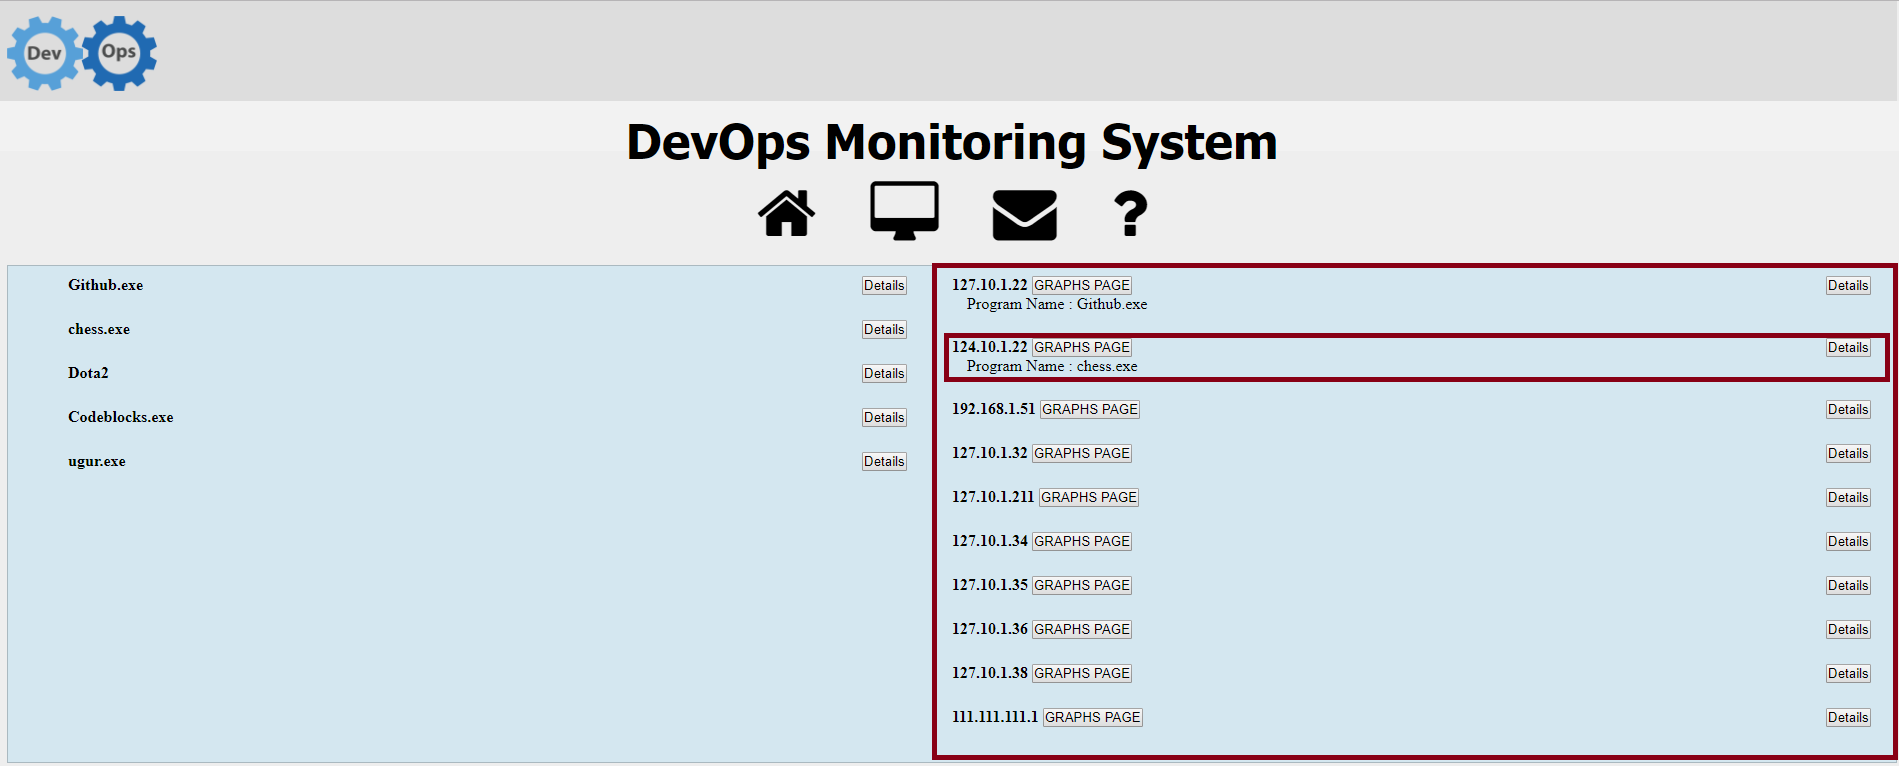 Dev Ops
DevOps Monitoring System
?
Github.exe Details
chess.exe Details
Dota2 Details
Codeblocks.exe Details
ugur.exe Details
127.10.1.22 GRAPHS PAGE Details
Program Name : Github.exe
124.10.1.22 GRAPHS PAGE Details
Program Name : chess.exe
192.168.1.51 GRAPHS PAGE Details
127.10.1.32 GRAPHS PAGE Details
127.10.1.211 GRAPHS PAGE Details
127.10.1.34 GRAPHS PAGE Details
127.10.1.35 GRAPHS PAGE Details
127.10.1.36 GRAPHS PAGE Details
127.10.1.38 GRAPHS PAGE Details
111.111.111.1 GRAPHS PAGE Details